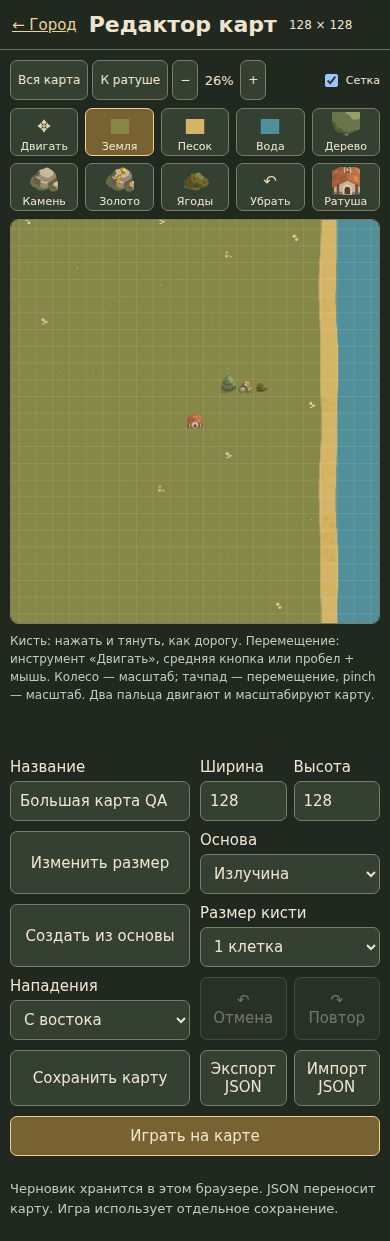 ← Город Редактор карт 128 × 128
Вся карта К ратуше − 26% + Сетка
Двигать Земля Песок Вода Дерево
Камень Золото Ягоды Убрать Ратуша
Кисть: нажать и тянуть, как дорогу. Перемещение:
инструмент «Двигать», средняя кнопка или пробел +
мышь. Колесо — масштаб; тачпад — перемещение, pinch
— масштаб. Два пальца двигают и масштабируют карту.
Название Ширина Высота
Большая карта QA 128 128
Изменить размер
Основа
Излучина
Создать из основы
Размер кисти
1 клетка
Нападения
С востока
↶ Отмена
↷ Повтор
Сохранить карту
Экспорт
JSON
Импорт
JSON
Играть на карте
Черновик хранится в этом браузере. JSON переносит
карту. Игра использует отдельное сохранение.